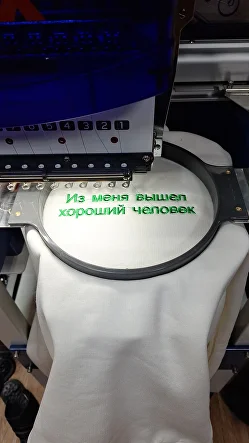 Из меня вышел
хороший человек